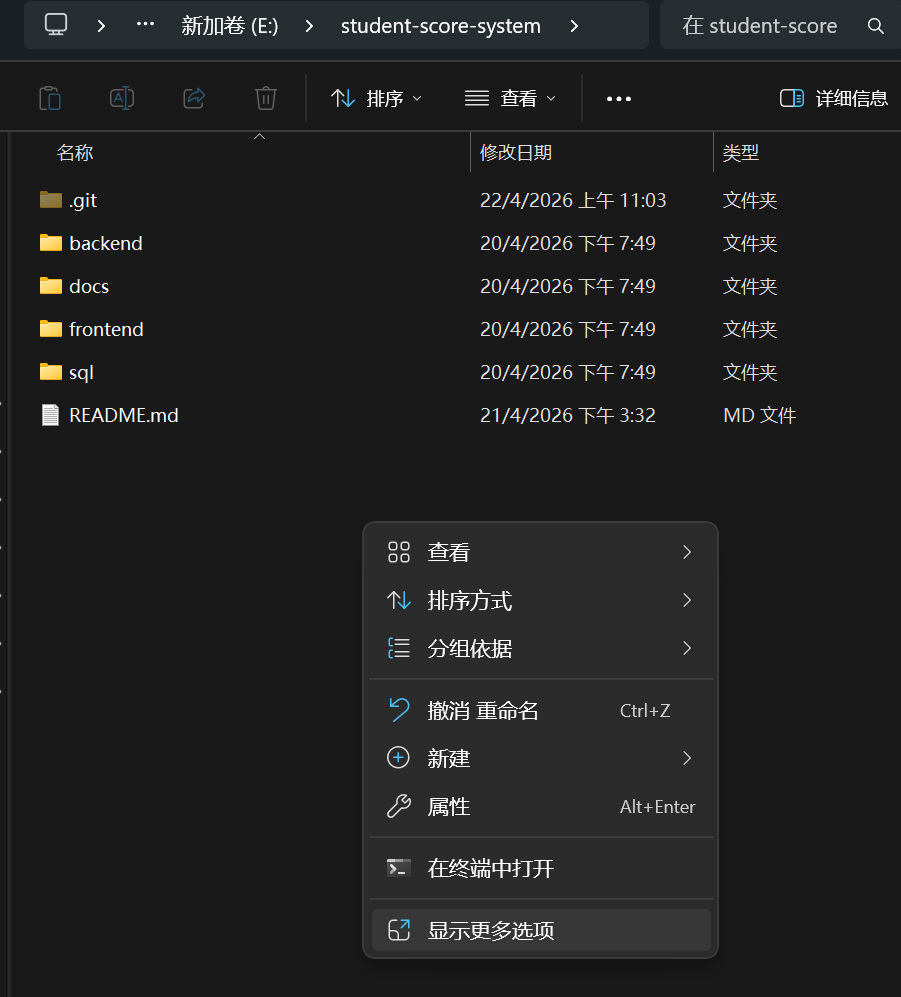 ··· 新加卷 (E:) student-score-system 在 student-score
排序 查看 ··· 详细信息
名称 修改日期 类型
.git 22/4/2026 上午 11:03 文件夹
backend 20/4/2026 下午 7:49 文件夹
docs 20/4/2026 下午 7:49 文件夹
frontend 20/4/2026 下午 7:49 文件夹
sql 20/4/2026 下午 7:49 文件夹
README.md 21/4/2026 下午 3:32 MD 文件
查看
排序方式
分组依据
撤消 重命名 Ctrl+Z
新建
属性 Alt+Enter
在终端中打开
显示更多选项